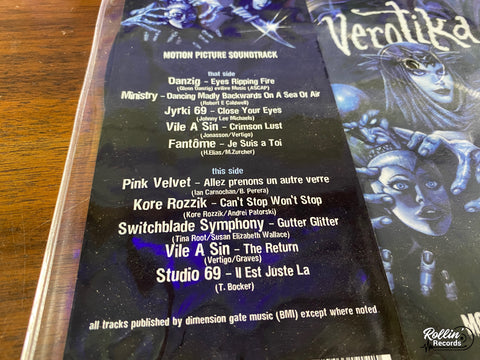 Verotika
MOTION PICTURE SOUNDTRACK
that side
Danzig – Eyes Ripping Fire
(Glenn Danzig) evilive Music (ASCAP)
Ministry – Dancing Madly Backwards On A Sea Of Air
(Robert E Caldwell)
Jyrki 69 – Close Your Eyes
(Johnny Lee Michaels)
Vile A Sin – Crimson Lust
(Jonasson/Vertigo)
Fantôme – Je Suis a Toi
(H.Elias/M.Zurcher)
this side
Pink Velvet – Allez prenons un autre verre
(Ian Carnochan/B. Perera)
Kore Rozzik – Can't Stop Won't Stop
(Kore Rozzik/Andrei Patorski)
Switchblade Symphony – Gutter Glitter
(Tina Root/Susan Elizabeth Wallace)
Vile A Sin – The Return
(Vertigo/Graves)
Studio 69 – Il Est Juste La
(T. Bocker)
all tracks published by dimension gate music (BMI) except where noted.
MO
Rollin'
Records